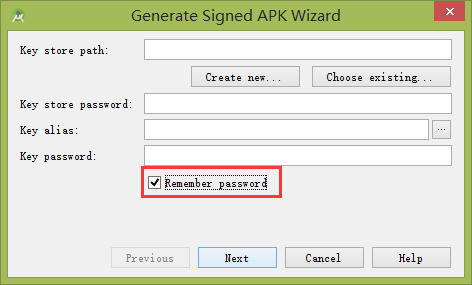 Generate Signed APK Wizard
Key store path:
Create new... Choose existing...
Key store password:
Key alias: ...
Key password:
Remember password
Previous Next Cancel Help